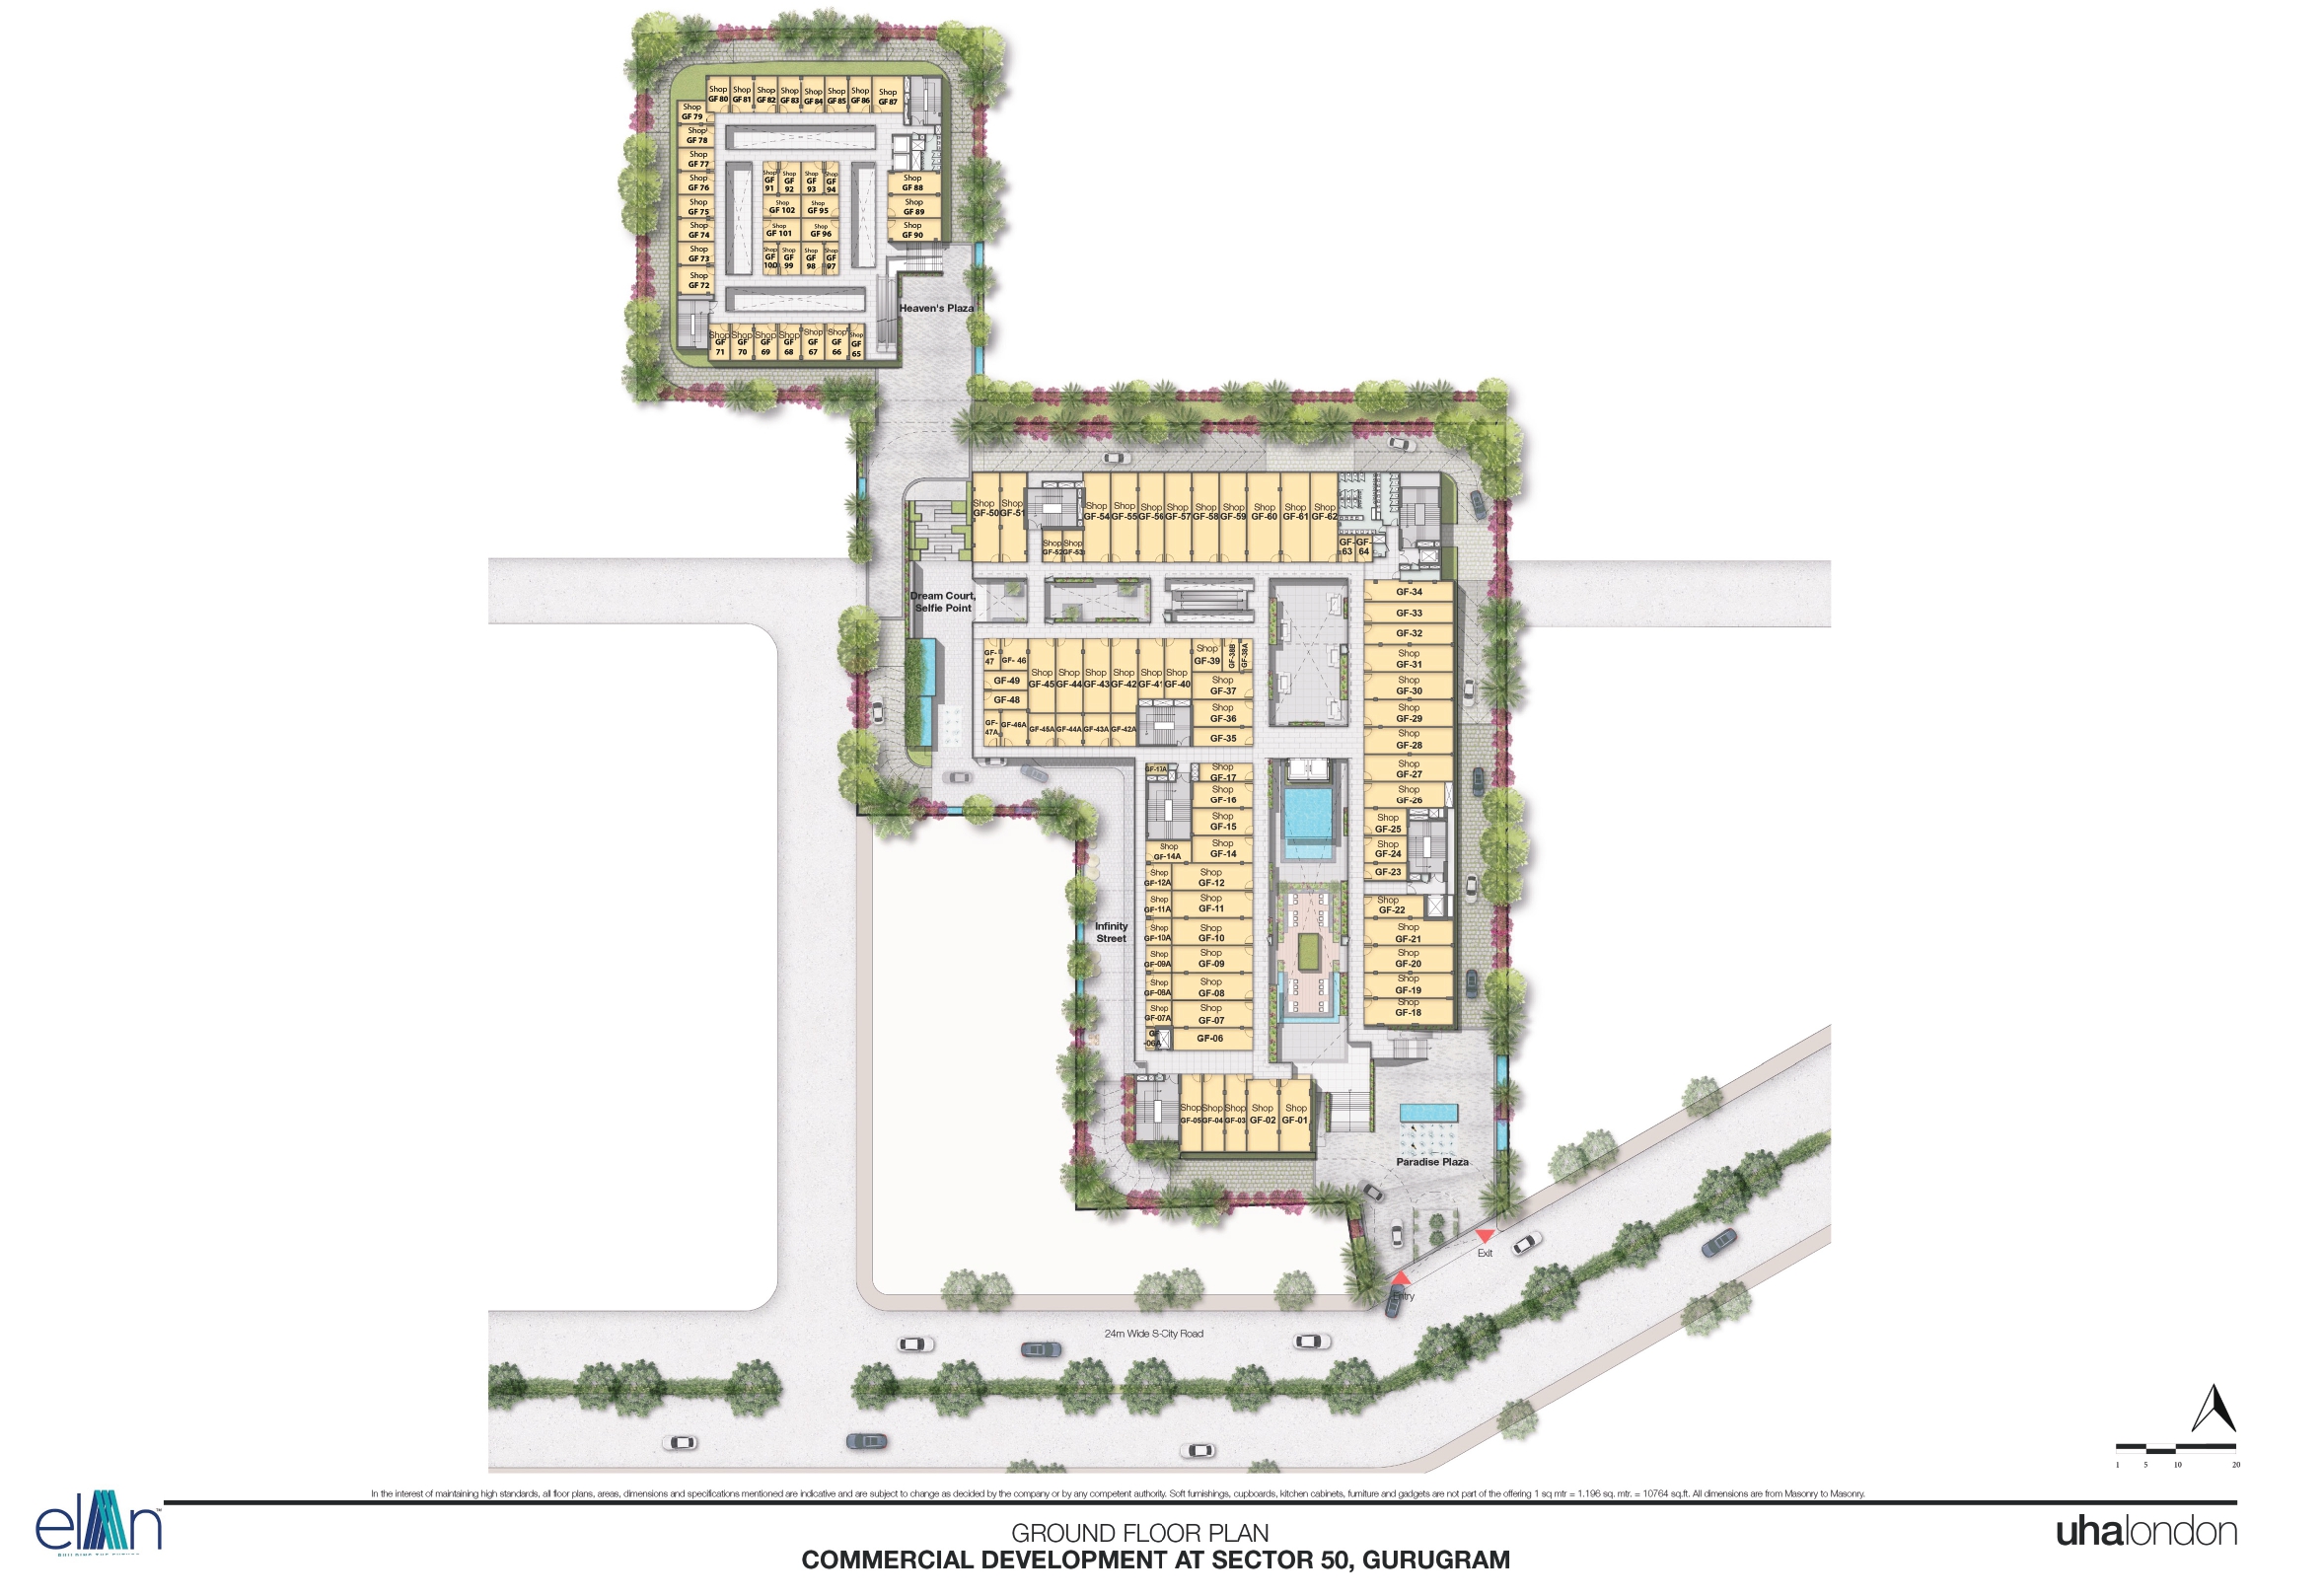 Shop GF 80
Shop GF 81
Shop GF 82
Shop GF 83
Shop GF 84
Shop GF 85
Shop GF 86
Shop GF 87
Shop GF 79
Shop GF 78
Shop GF 77
Shop GF 76
Shop GF 75
Shop GF 74
Shop GF 73
Shop GF 72
Shop GF 91
Shop GF 92
Shop GF 93
Shop GF 94
Shop GF 102
Shop GF 95
Shop GF 101
Shop GF 96
Shop GF 100
Shop GF 99
Shop GF 98
Shop GF 97
Shop GF 88
Shop GF 89
Shop GF 90
Heaven's Plaza
Shop GF 71
Shop GF 70
Shop GF 69
Shop GF 68
Shop GF 67
Shop GF 66
Shop GF 65
Shop GF-50
Shop GF-51
Shop GF-52
Shop GF-53
Shop GF-54
Shop GF-55
Shop GF-56
Shop GF-57
Shop GF-58
Shop GF-59
Shop GF-60
Shop GF-61
Shop GF-62
GF-63
GF-64
Dream Court,
Selfie Point
GF-34
GF-33
GF-32
Shop GF-31
Shop GF-30
Shop GF-29
Shop GF-28
Shop GF-27
Shop GF-26
Shop GF-25
Shop GF-24
GF-23
Shop GF-22
Shop GF-21
Shop GF-20
Shop GF-19
Shop GF-18
GF-47
GF- 46
GF-49
GF-48
GF-47A
GF-46A
Shop GF-45
Shop GF-44
Shop GF-43
Shop GF-42
Shop GF-41
Shop GF-40
Shop GF-39
GF-38B
GF-38A
Shop GF-37
Shop GF-36
GF-35
GF-45A
GF-44A
GF-43A
GF-42A
GF-17A
Shop GF-17
Shop GF-16
Shop GF-15
Shop GF-14
Shop GF-14A
Shop GF-12A
Shop GF-12
Shop GF-11A
Shop GF-11
Shop GF-10A
Shop GF-10
Shop GF-09A
Shop GF-09
Shop GF-08A
Shop GF-08
Shop GF-07A
Shop GF-07
GF -06A
GF-06
Infinity
Street
Shop GF-05
Shop GF-04
Shop GF-03
Shop GF-02
Shop GF-01
Paradise Plaza
Exit
Entry
24m Wide S-City Road
1 5 10 20
In the interest of maintaining high standards, all floor plans, areas, dimensions and specifications mentioned are indicative and are subject to change as decided by the company or by any competent authority. Soft furnishings, cupboards, kitchen cabinets, furniture and gadgets are not part of the offering 1 sq mtr = 1.196 sq. mtr. = 10764 sq.ft. All dimensions are from Masonry to Masonry.
elan
GROUND FLOOR PLAN
COMMERCIAL DEVELOPMENT AT SECTOR 50, GURUGRAM
uhalondon